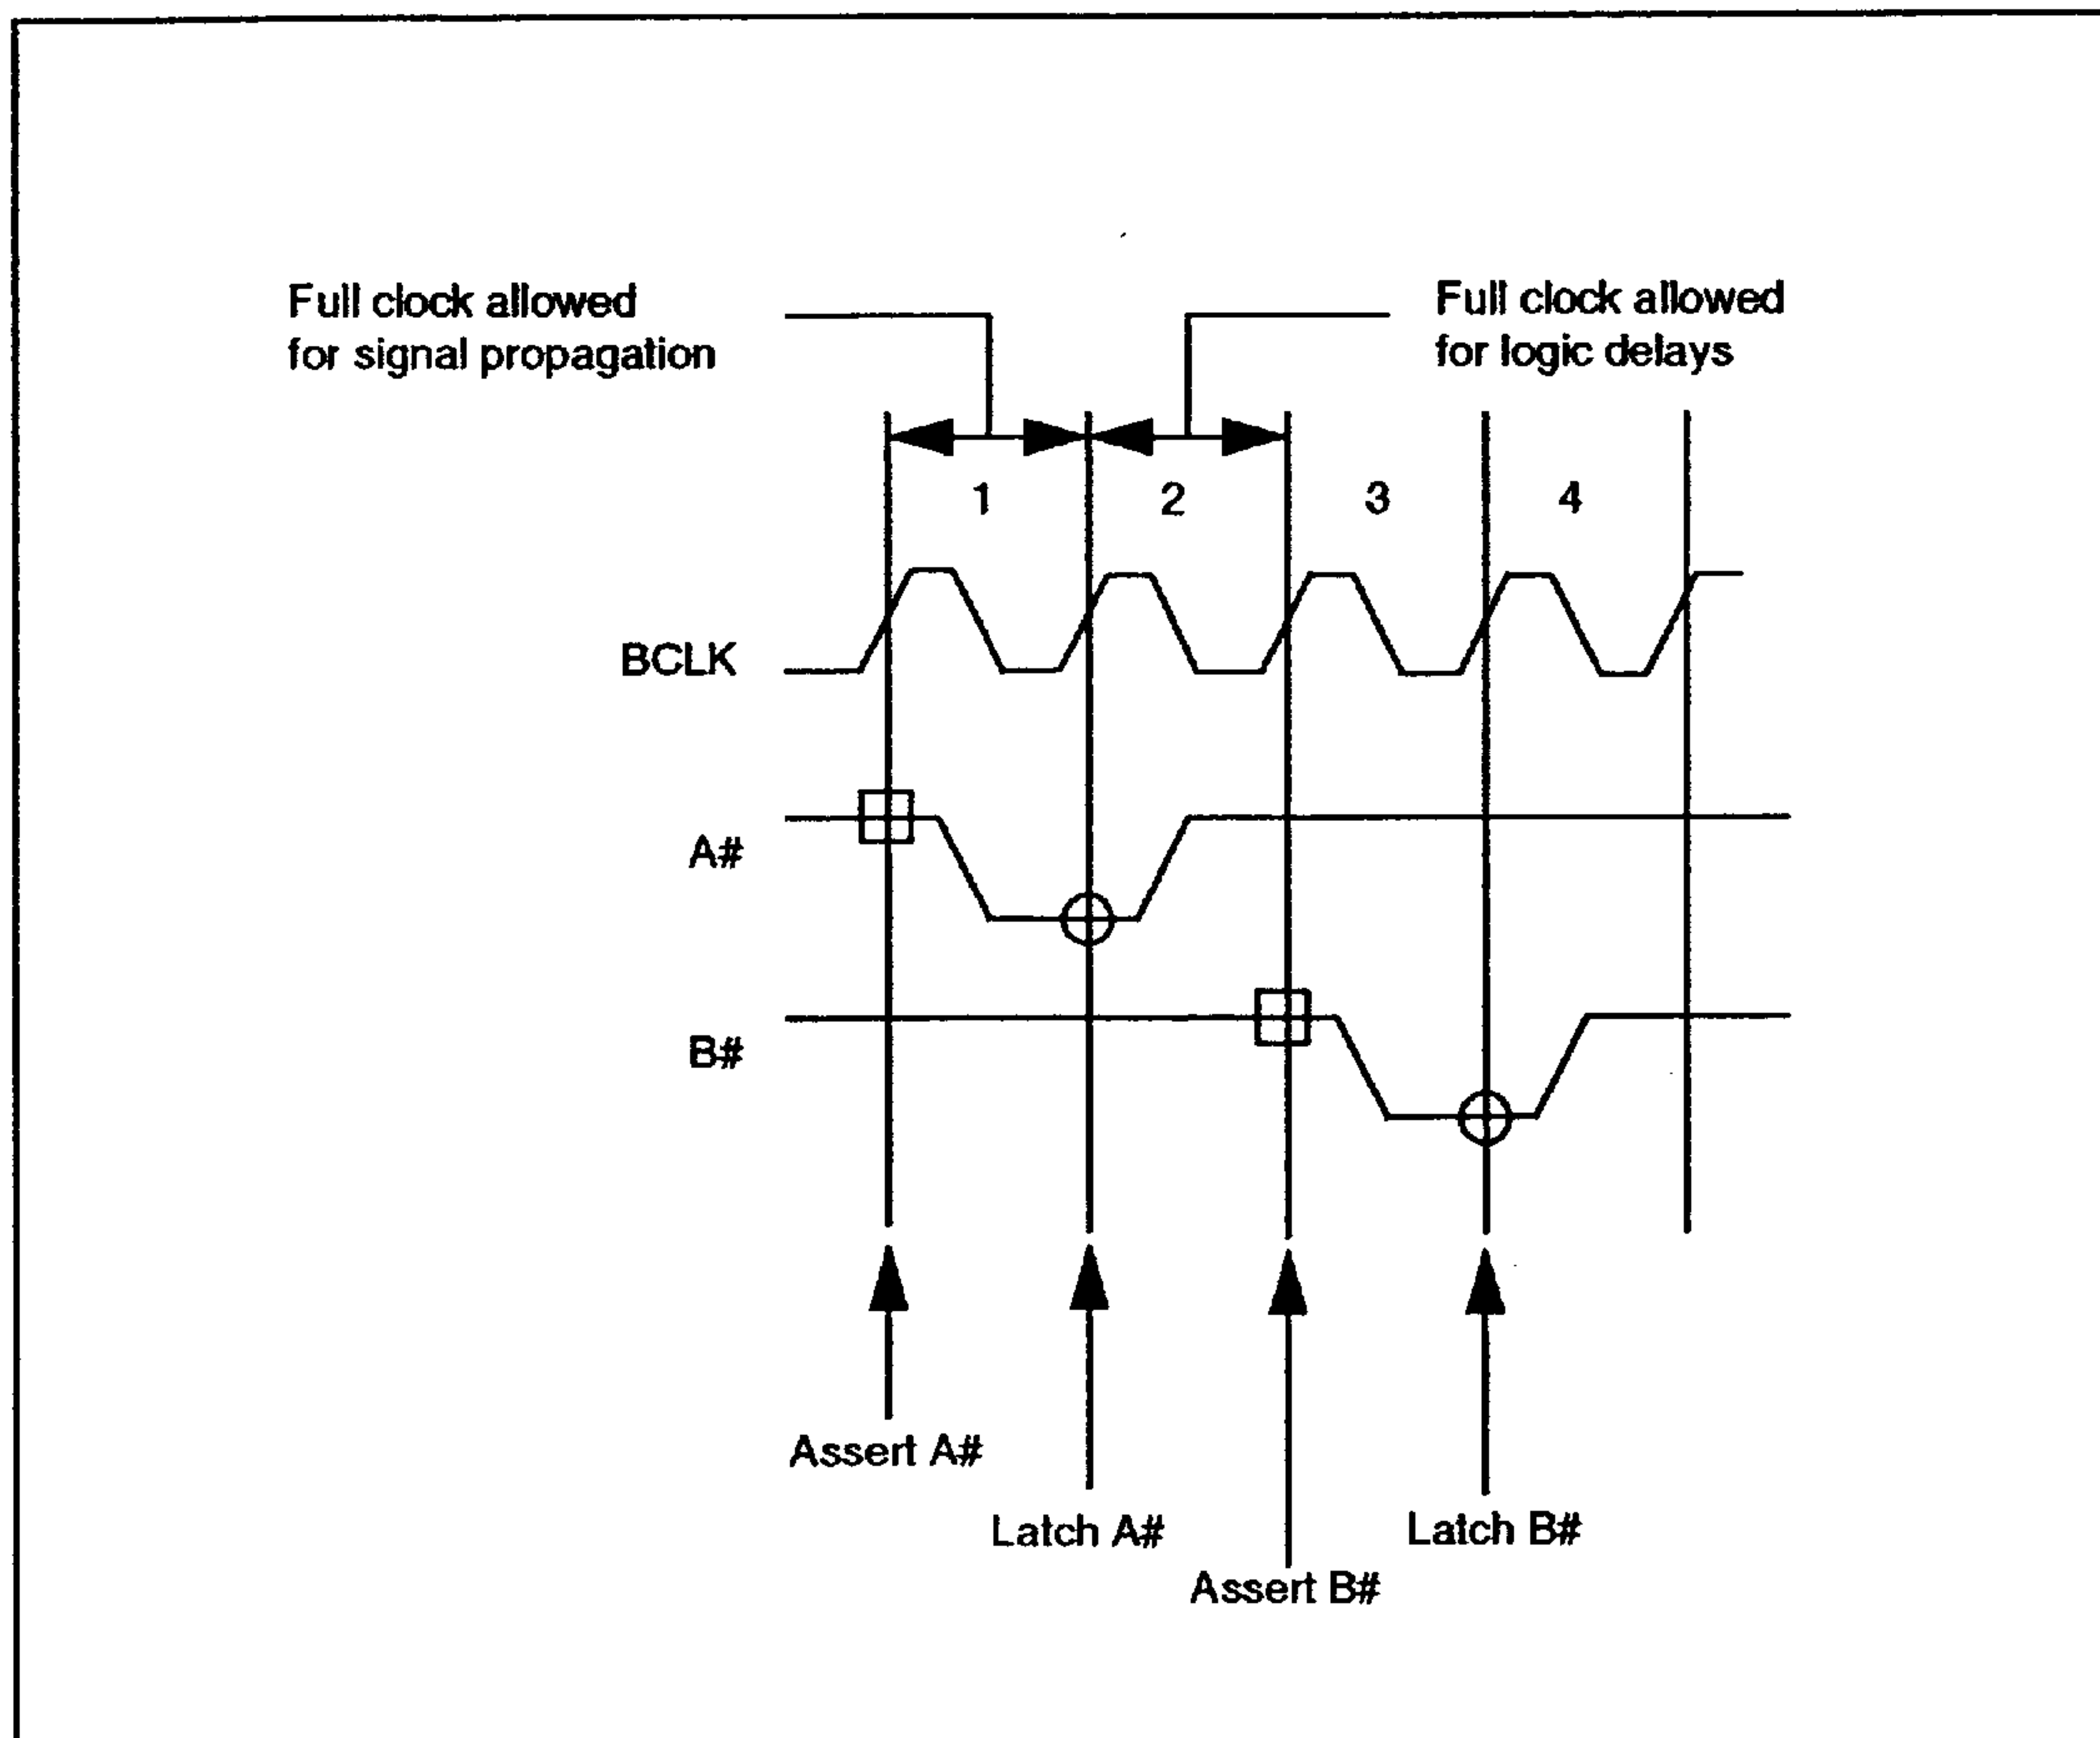 Full clock allowed
for signal propagation
Full clock allowed
for logic delays
1 2 3 4
BCLK
A#
B#
Assert A#
Latch A#
Latch B#
Assert B#